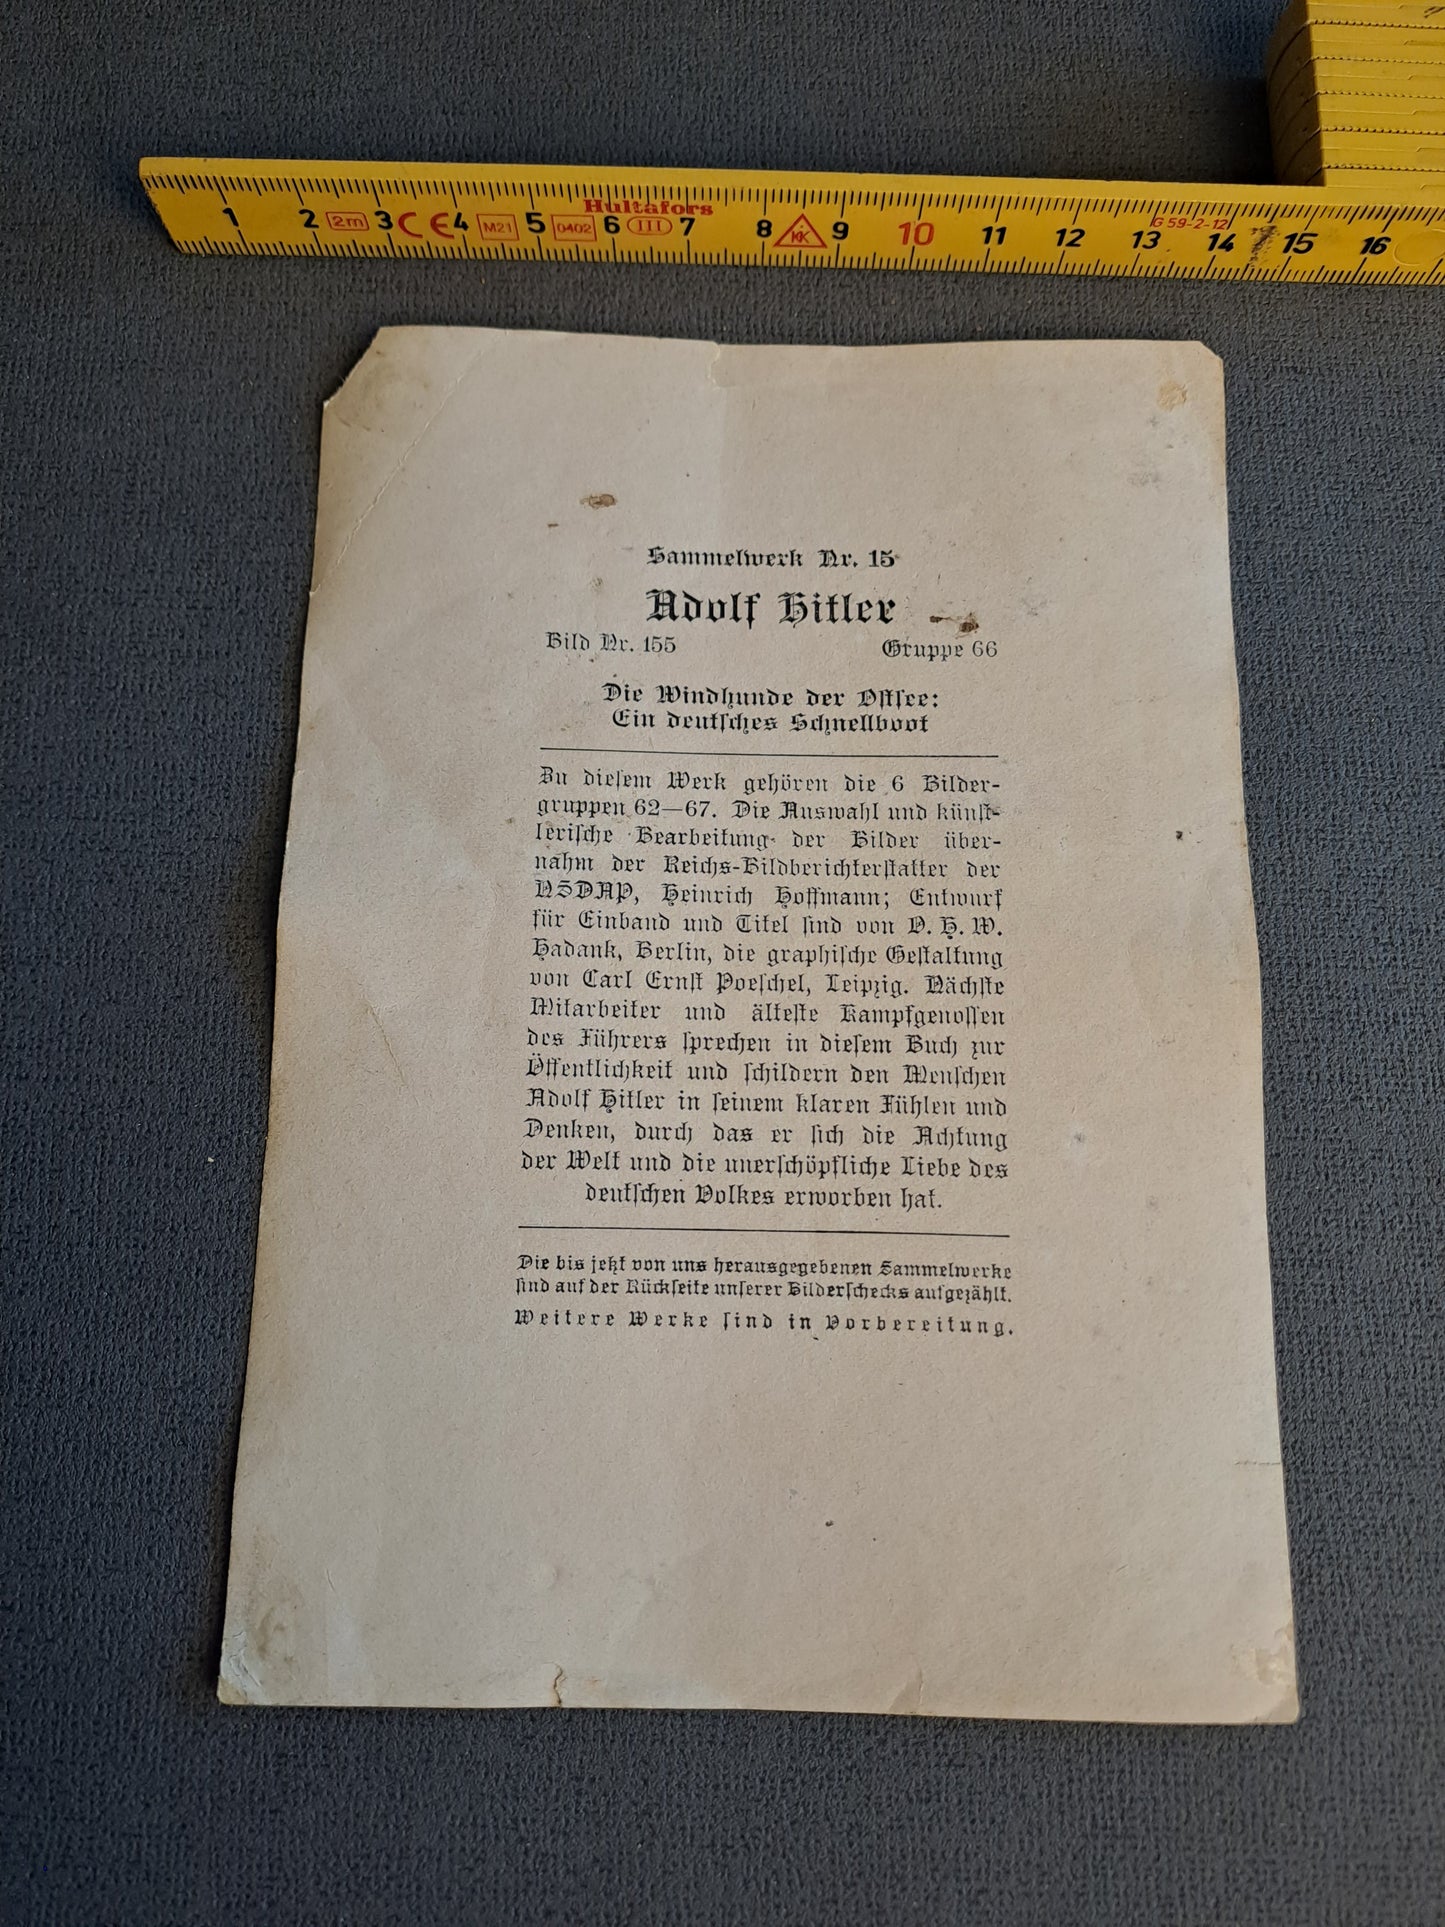 1 2 2m 3 CE 4 M21 5 0402 6 III 7 8 9 10 11 12 13 14 15 16
Hultafors
G 59-2-12
Sammelwerk Nr. 15
Adolf Hitler
Bild Nr. 155 Gruppe 66
Die Windhunde der Ostsee:
Ein deutsches Schnellboot
Zu diesem Werk gehören die 6 Bilder-
gruppen 62—67. Die Auswahl und künst-
lerische Bearbeitung der Bilder über-
nahm der Reichs-Bildberichterstatter der
NSDAP, Heinrich Hoffmann; Entwurf
für Einband und Titel sind von O. H. W.
Hadank, Berlin, die graphische Gestaltung
von Carl Ernst Poeschel, Leipzig. Nächste
Mitarbeiter und älteste Kampfgenossen
des Führers sprechen in diesem Buch zur
Öffentlichkeit und schildern den Menschen
Adolf Hitler in seinem klaren Fühlen und
Denken, durch das er sich die Achtung
der Welt und die unerschöpfliche Liebe des
deutschen Volkes erworben hat.
Die bis jetzt von uns herausgegebenen Sammelwerke
sind auf der Rückseite unserer Bilderschecks aufgezählt.
Weitere Werke sind in Vorbereitung.